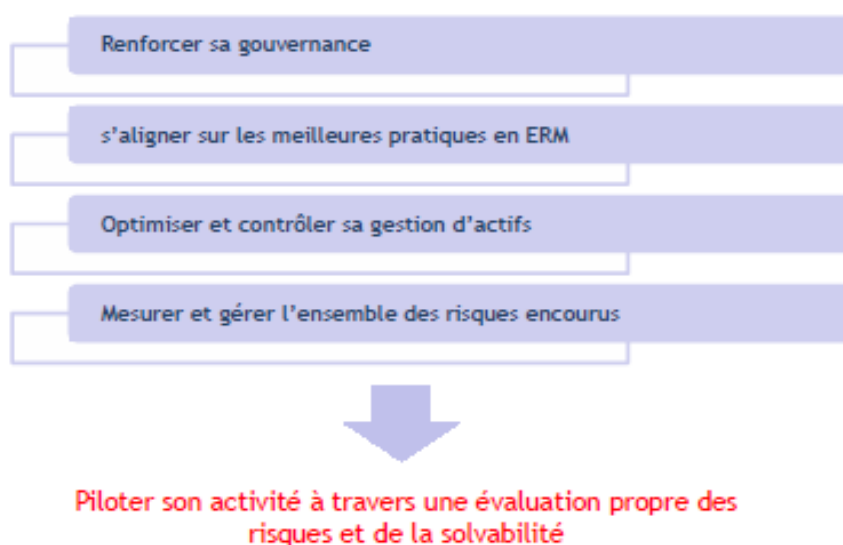 Renforcer sa gouvernance
s'aligner sur les meilleures pratiques en ERM
Optimiser et contrôler sa gestion d'actifs
Mesurer et gérer l'ensemble des risques encourus
Piloter son activité à travers une évaluation propre des
risques et de la solvabilité